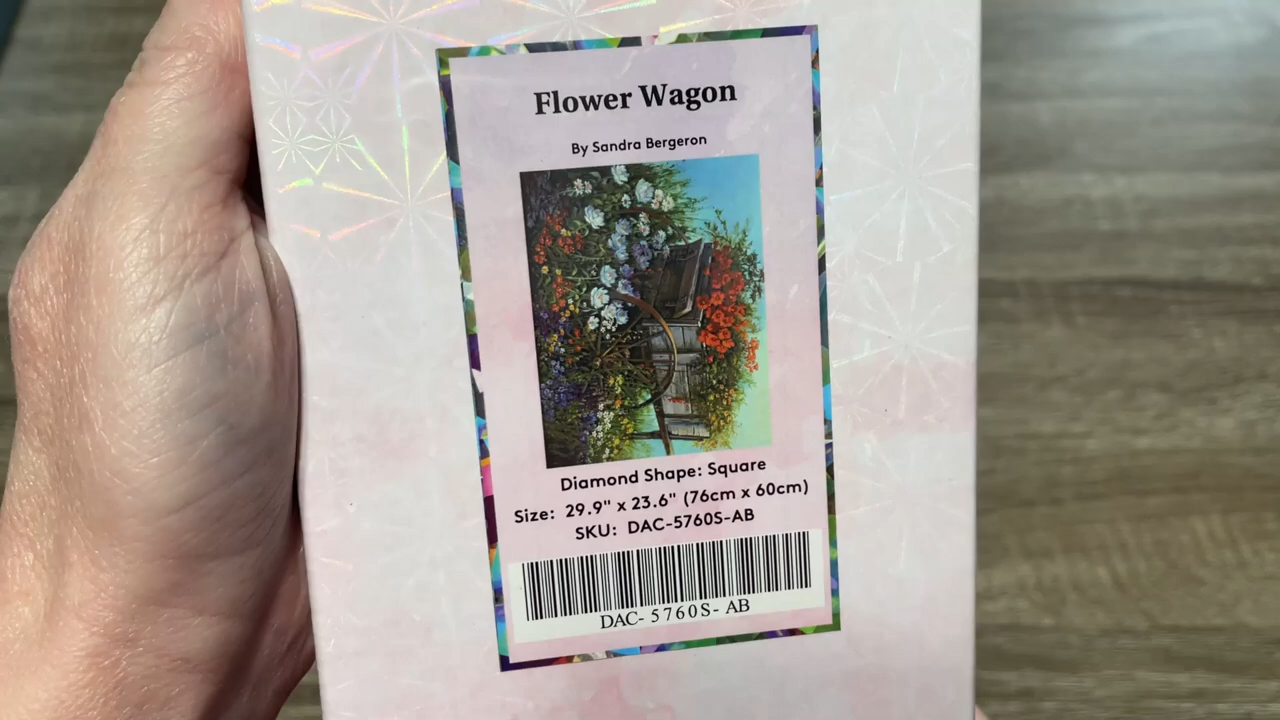 Flower Wagon
By Sandra Bergeron
Diamond Shape: Square
Size: 29.9" x 23.6" (76cm x 60cm)
SKU: DAC-5760S-AB
DAC- 5760S- AB